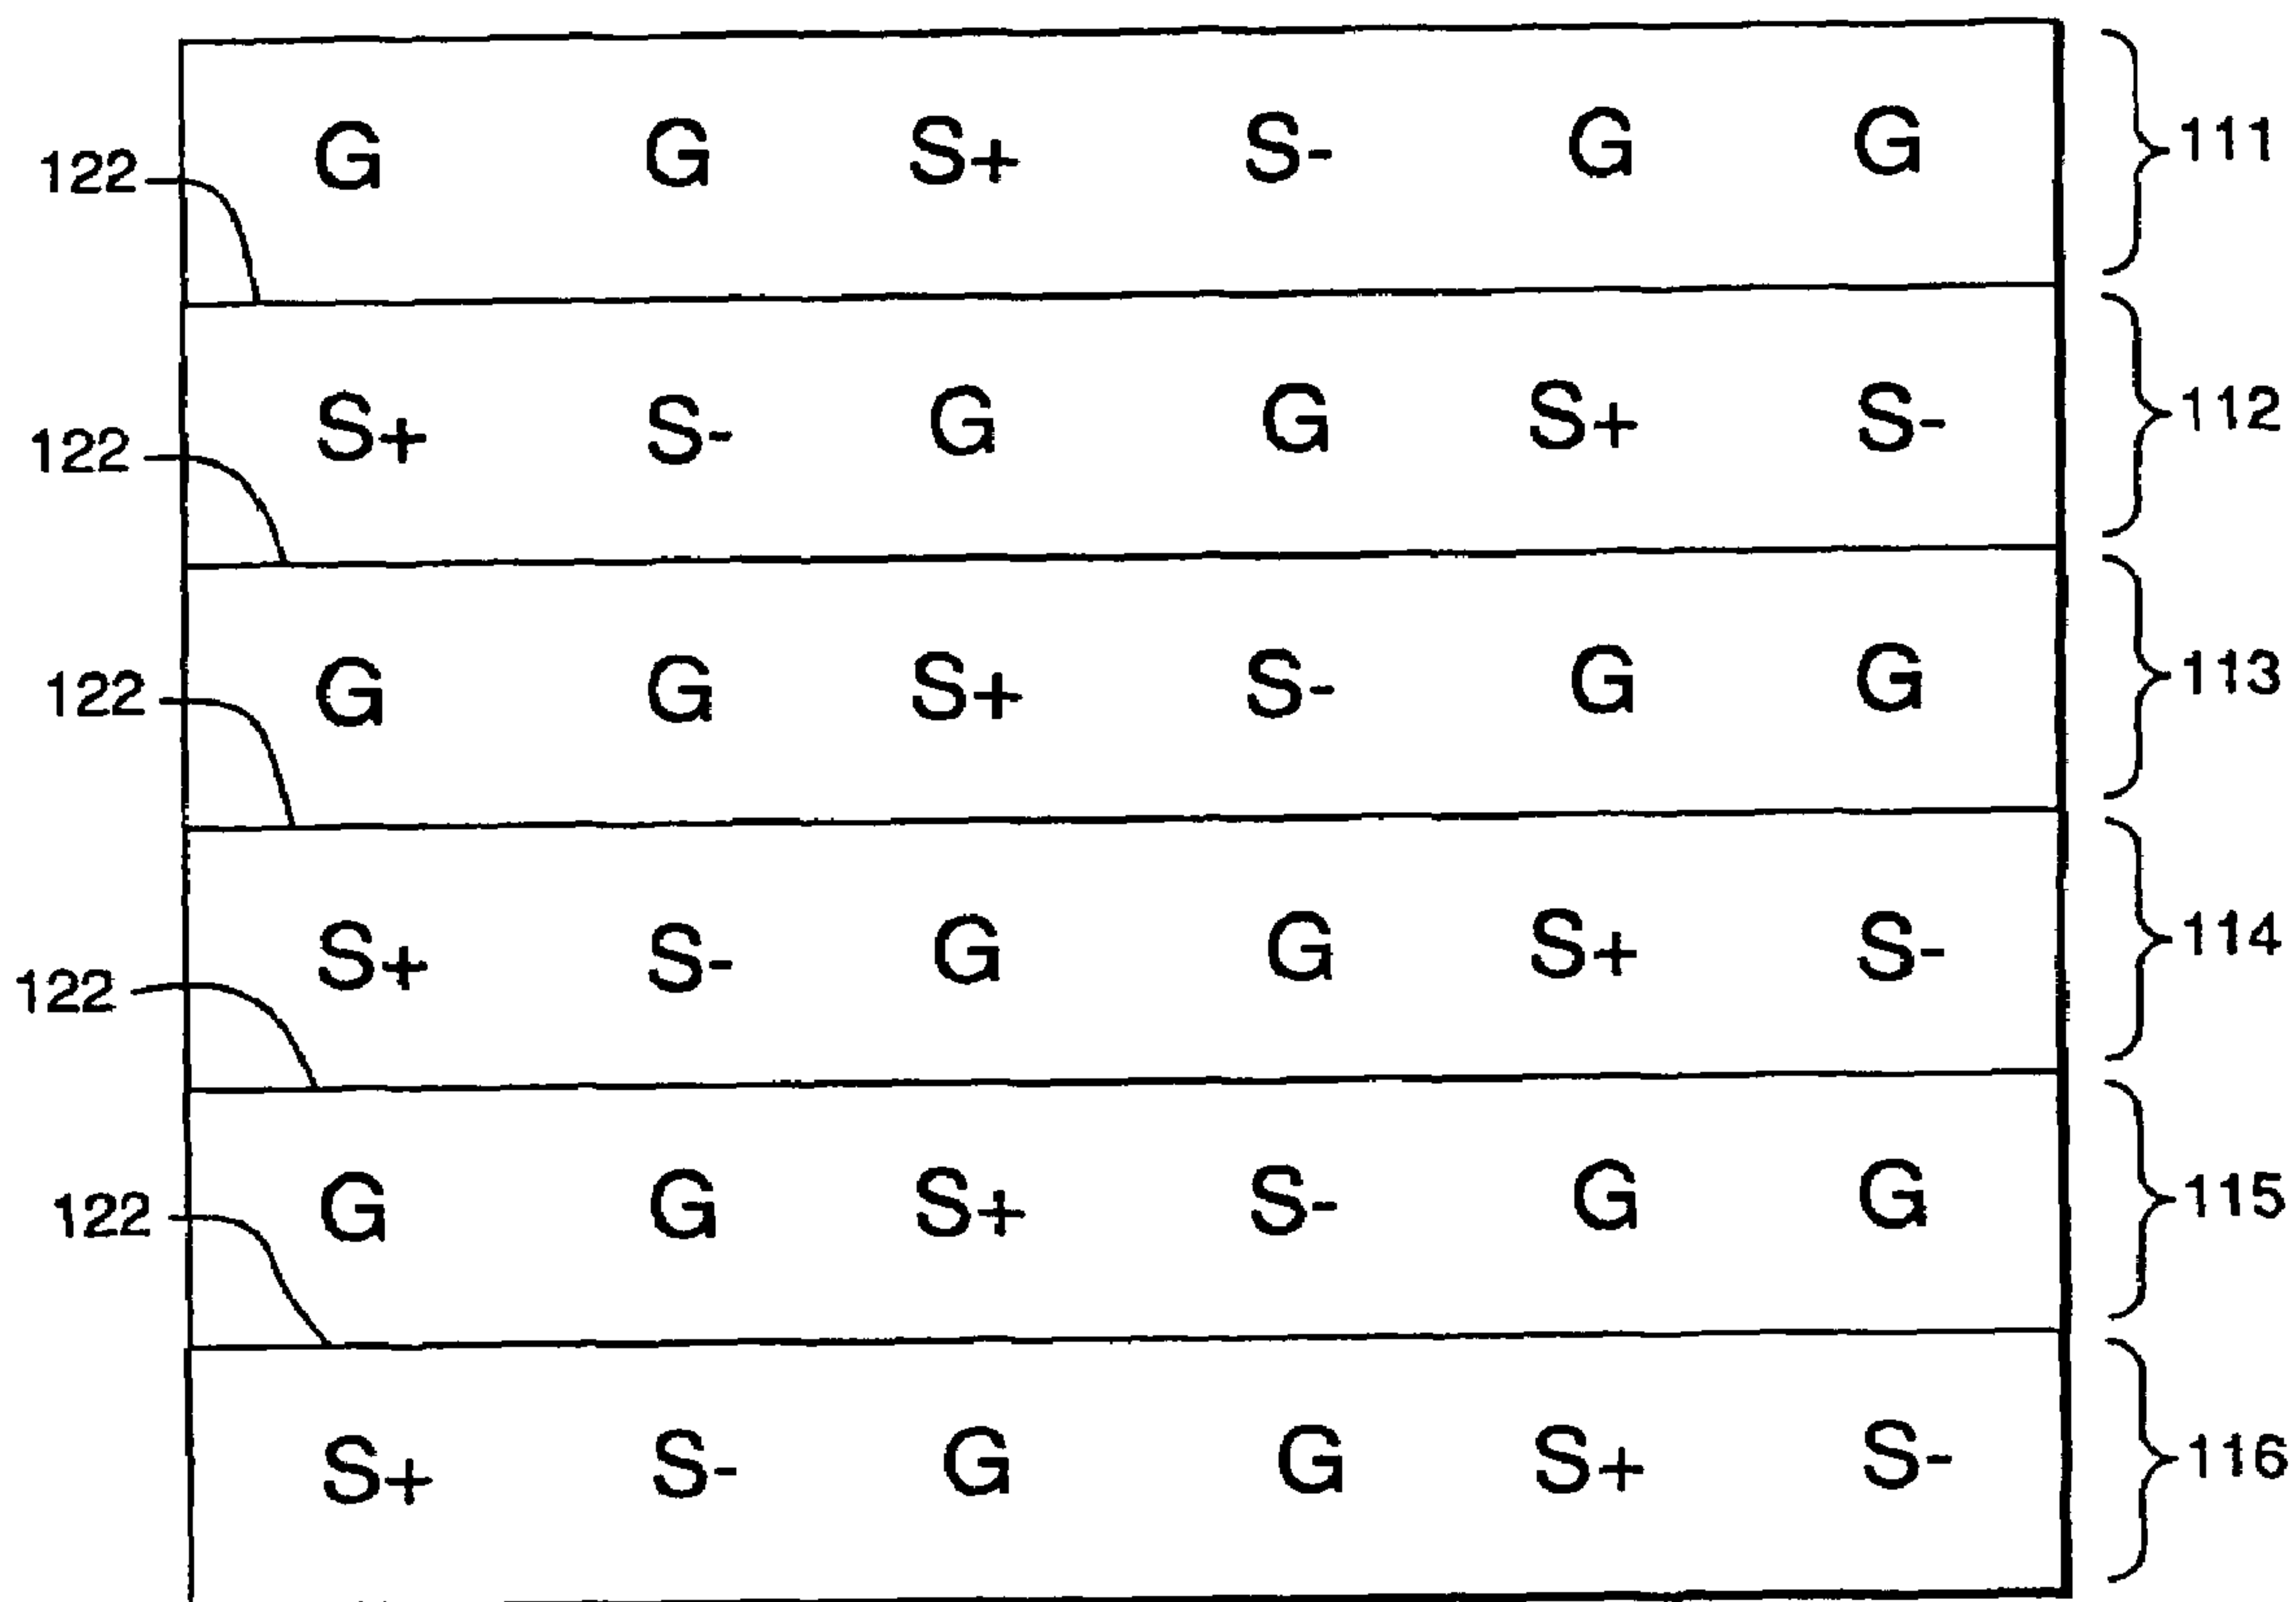 122 G G S+ S- G G 111
122 S+ S- G G S+ S- 112
122 G G S+ S- G G 113
122 S+ S- G G S+ S- 114
122 G G S+ S- G G 115
S+ S- G G S+ S- 116